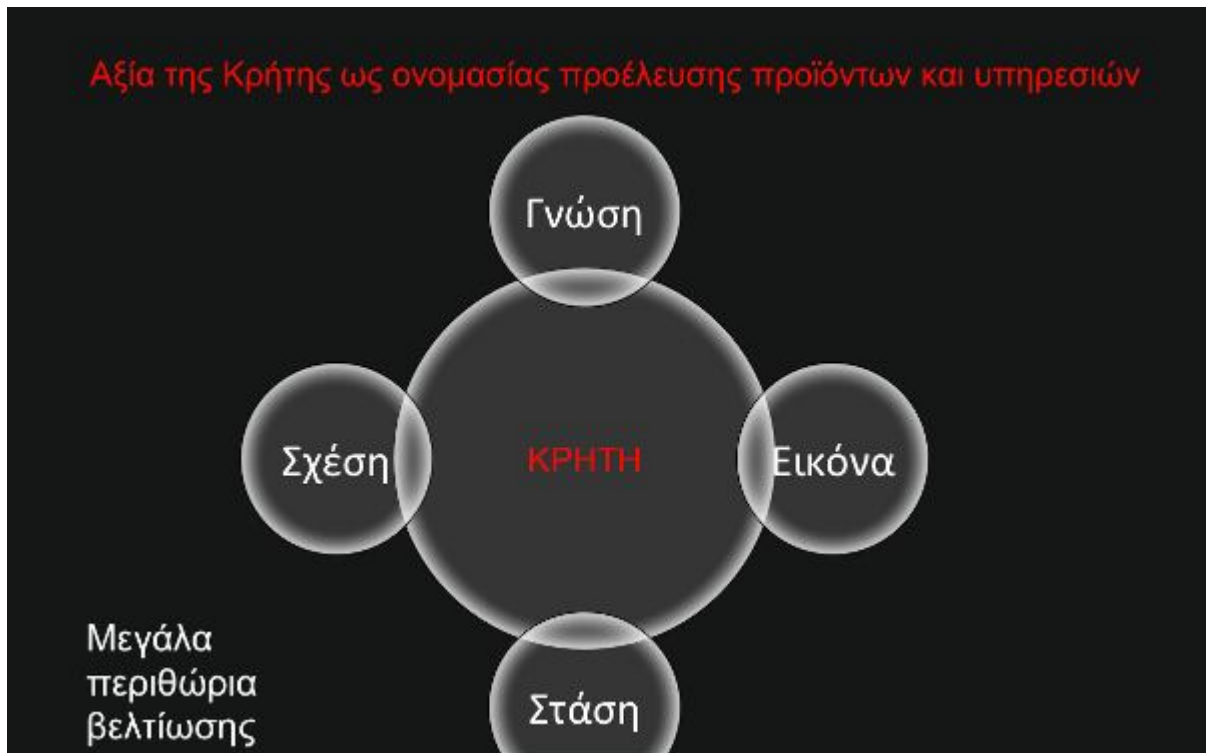 Αξία της Κρήτης ως ονομασίας προέλευσης προϊόντων και υπηρεσιών
Γνώση
Σχέση
ΚΡΗΤΗ
Εικόνα
Μεγάλα
περιθώρια
βελτίωσης
Στάση